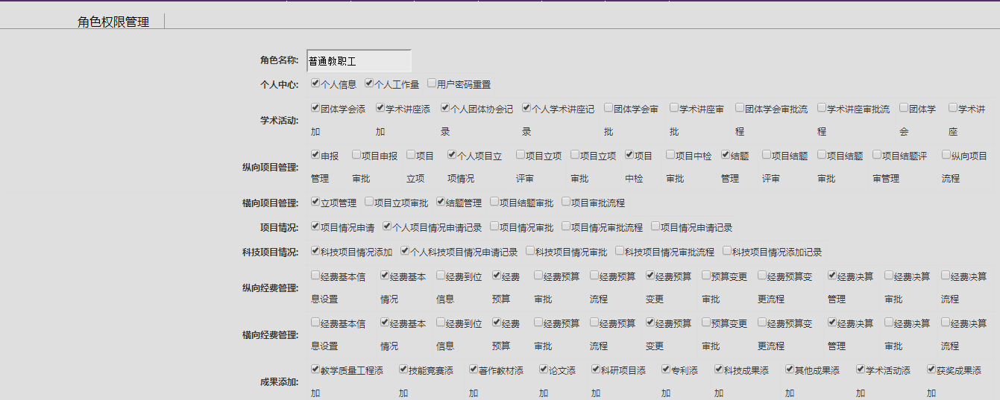 角色权限管理
角色名称: 普通教职工
个人中心: 个人信息 个人工作量 用户密码重置
学术活动: 团体学会添加 学术讲座添加 个人团体协会记录 个人学术讲座记录 团体学会审批 学术讲座审批 团体学会审批流程 学术讲座审批流程 团体学会 学术讲座
纵向项目管理: 申报管理 项目申报审批 项目立项 个人项目立项情况 项目立项评审 项目立项审批 项目中检 项目中检审批 结题管理 项目结题评审 项目结题审批 项目结题评审管理 纵向项目流程
横向项目管理: 立项管理 项目立项审批 结题管理 项目结题审批 项目审批流程
项目情况: 项目情况申请 个人项目情况申请记录 项目情况审批 项目情况审批流程 项目情况申请记录
科技项目情况: 科技项目情况添加 个人科技项目情况申请记录 科技项目情况审批 科技项目情况审批流程 科技项目情况添加记录
纵向经费管理: 经费基本信息设置 经费基本情况 经费到位信息 经费预算 经费预算审批 经费预算流程 经费预算变更 预算变更审批 经费预算变更流程 经费决算管理 经费决算审批 经费决算流程
横向经费管理: 经费基本信息设置 经费基本情况 经费到位信息 经费预算 经费预算审批 经费预算流程 经费预算变更 预算变更审批 经费预算变更流程 经费决算管理 经费决算审批 经费决算流程
成果添加: 教学质量工程添加 技能竞赛添加 著作教材添加 论文添加 科研项目添加 专利添加 科技成果添加 其他成果添加 学术活动添加 获奖成果添加